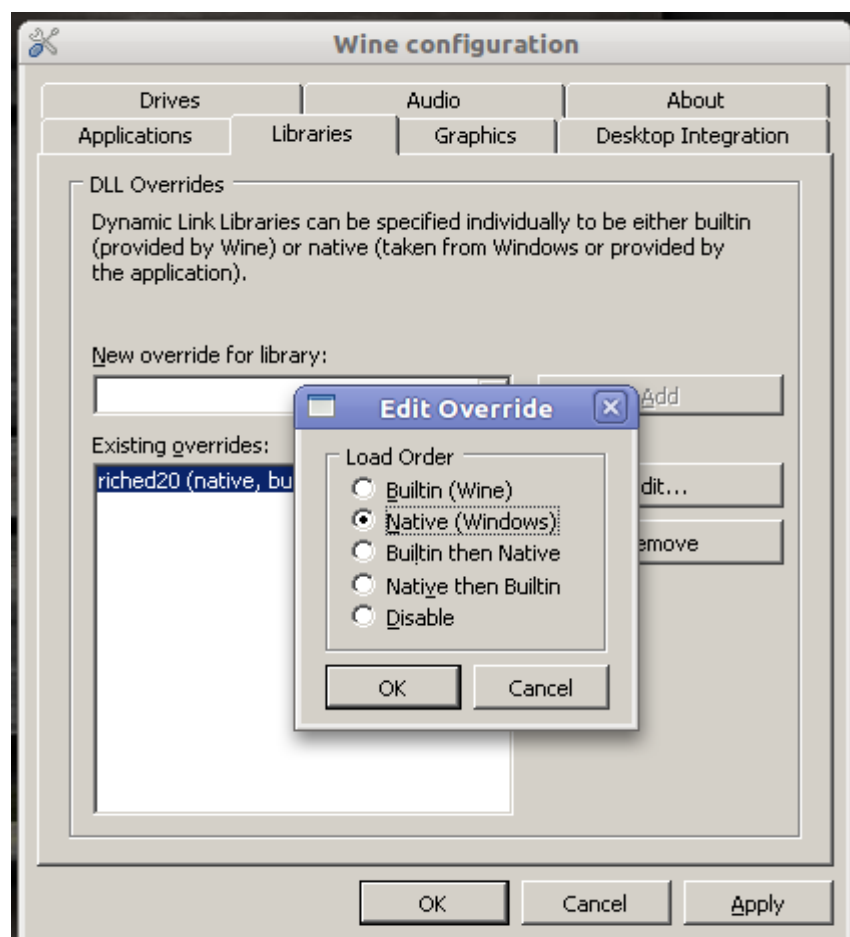 Wine configuration
Drives Audio About
Applications Libraries Graphics Desktop Integration
DLL Overrides
Dynamic Link Libraries can be specified individually to be either builtin
(provided by Wine) or native (taken from Windows or provided by
the application).
New override for library:
Add
Existing overrides:
riched20 (native, bu
dit...
emove
Edit Override
Load Order
Builtin (Wine)
Native (Windows)
Builtin then Native
Native then Builtin
Disable
OK Cancel
OK Cancel Apply